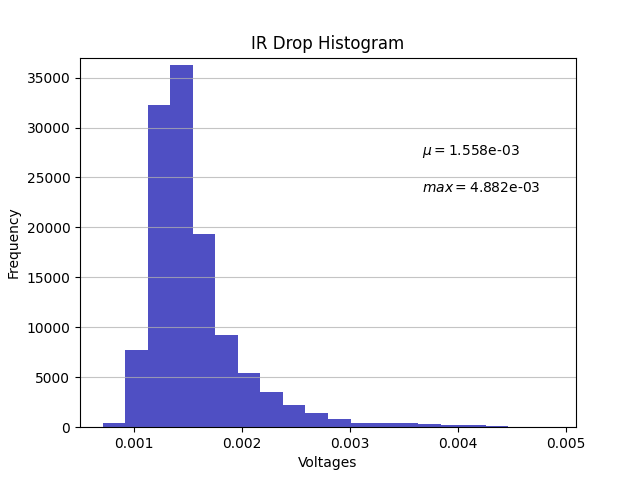 IR Drop Histogram
35000
30000
25000
20000
15000
10000
5000
0
Frequency
μ = 1.558e-03
max = 4.882e-03
0.001 0.002 0.003 0.004 0.005
Voltages